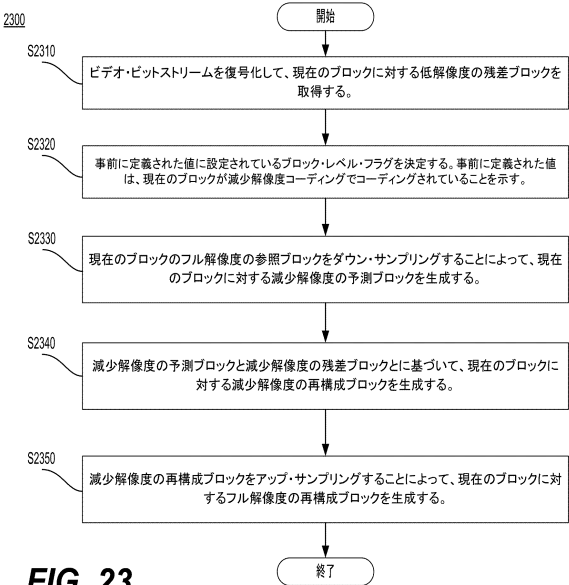 2300
開始
S2310
ビデオ・ビットストリームを復号化して、現在のブロックに対する低解像度の残差ブロックを
取得する。
S2320
事前に定義された値に設定されているブロック・レベル・フラグを決定する。事前に定義された値
は、現在のブロックが減少解像度コーディングでコーディングされていることを示す。
S2330
現在のブロックのフル解像度の参照ブロックをダウン・サンプリングすることによって、現在
のブロックに対する減少解像度の予測ブロックを生成する。
S2340
減少解像度の予測ブロックと減少解像度の残差ブロックとに基づいて、現在のブロックに
対する減少解像度の再構成ブロックを生成する。
S2350
減少解像度の再構成ブロックをアップ・サンプリングすることによって、現在のブロックに対
するフル解像度の再構成ブロックを生成する。
終了
FIG. 23